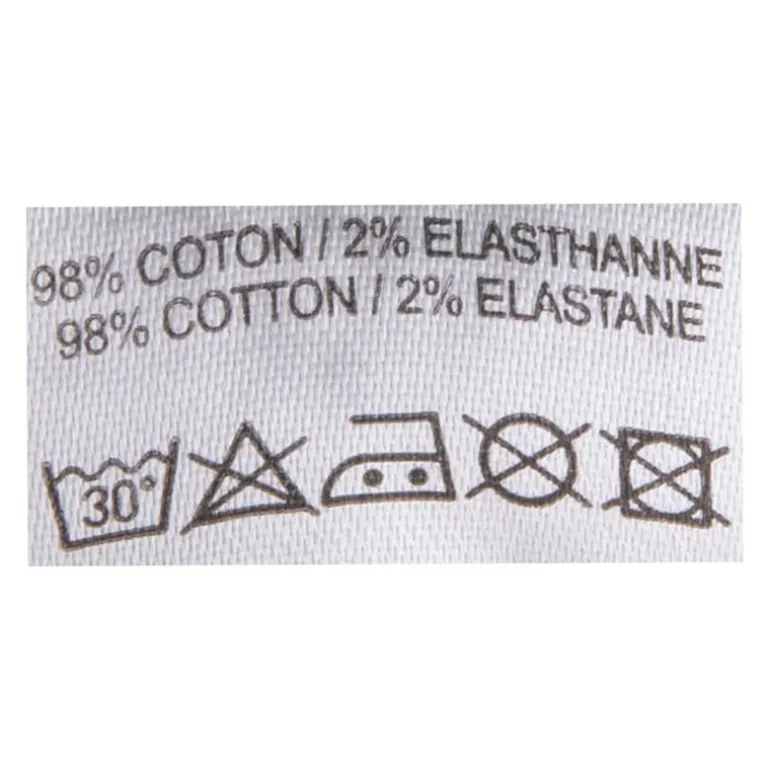 98% COTON / 2% ELASTHANNE
98% COTTON / 2% ELASTANE
30°